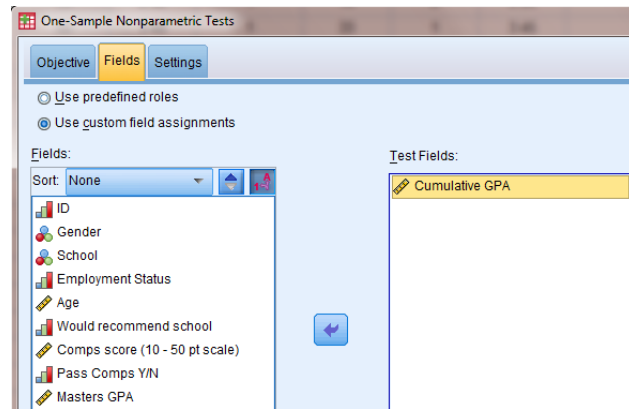 One-Sample Nonparametric Tests
Objective Fields Settings
Use predefined roles
Use custom field assignments
Fields:
Test Fields:
Sort: None
Cumulative GPA
ID
Gender
School
Employment Status
Age
Would recommend school
Comps score (10 - 50 pt scale)
Pass Comps Y/N
Masters GPA